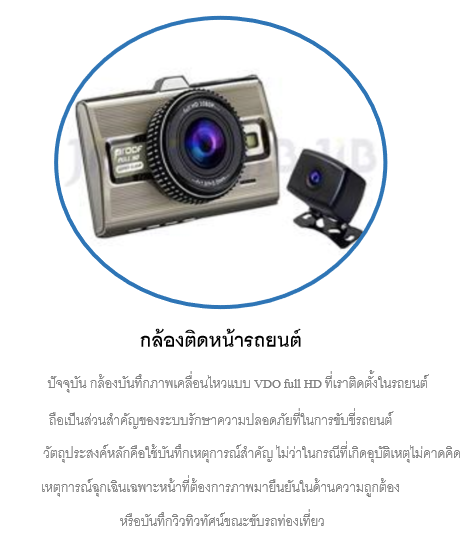 full HD 1080P
PROOF
FULL HD
กล้องติดหน้ารถยนต์
ปัจจุบัน กล้องบันทึกภาพเคลื่อนไหวแบบ VDO full HD ที่เราติดตั้งในรถยนต์
ถือเป็นส่วนสำคัญของระบบรักษาความปลอดภัยที่ในการขับขี่รถยนต์
วัตถุประสงค์หลักคือใช้บันทึกเหตุการณ์สำคัญ ไม่ว่าในกรณีที่เกิดอุบัติเหตุไม่คาดคิด
เหตุการณ์ฉุกเฉินเฉพาะหน้าที่ต้องการภาพมายืนยันในด้านความถูกต้อง
หรือบันทึกวิวทิวทัศน์ขณะขับรถท่องเที่ยว